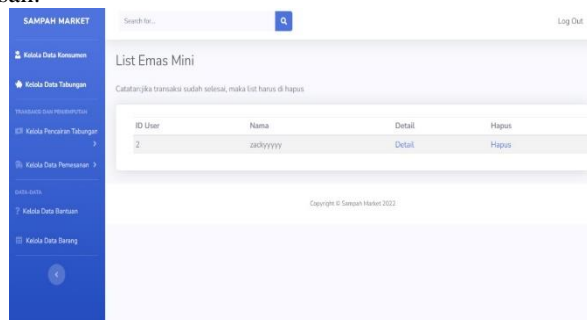 SAMPAH MARKET
Search for...
Log Out
Kelola Data Konsumen
Kelola Data Tabungan
TRANSAKSI DAN PENJEMPUTAN
Kelola Pencairan Tabungan
Kelola Data Pemesanan
DATA-DATA
Kelola Data Bantuan
Kelola Data Barang
List Emas Mini
Catatan:jika transaksi sudah selesai, maka list harus di hapus
ID User Nama Detail Hapus
2 zackyyyyy Detail Hapus
Copyright © Sampah Market 2022